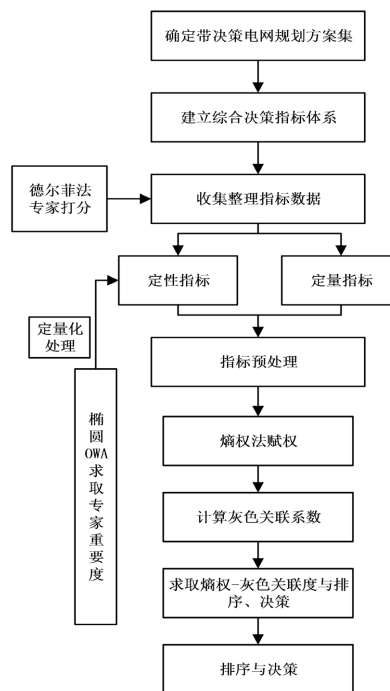 确定带决策电网规划方案集
建立综合决策指标体系
德尔菲法
专家打分
收集整理指标数据
定性指标
定量指标
定量化
处理
指标预处理
椭圆
OWA
求取
专家
重要
度
熵权法赋权
计算灰色关联系数
求取熵权-灰色关联度与排
序、决策
排序与决策